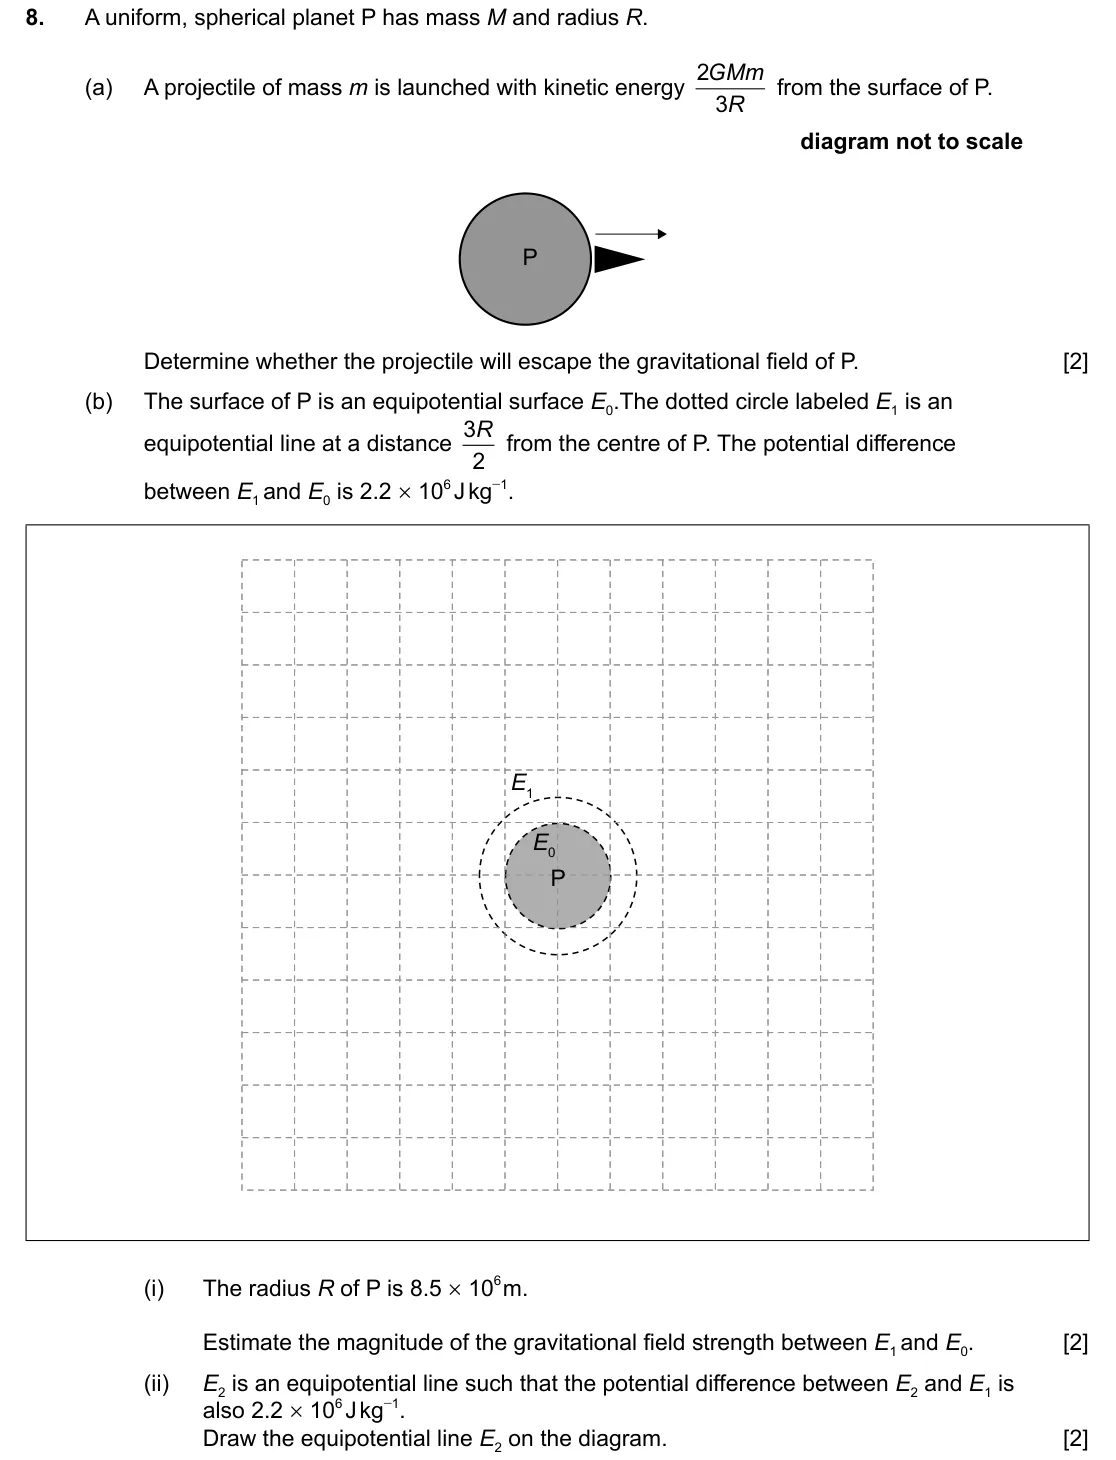 8. A uniform, spherical planet P has mass M and radius R.
(a) A projectile of mass m is launched with kinetic energy 2GMm/3R from the surface of P.
diagram not to scale
P
Determine whether the projectile will escape the gravitational field of P. [2]
(b) The surface of P is an equipotential surface E₀.The dotted circle labeled E₁ is an
equipotential line at a distance 3R/2 from the centre of P. The potential difference
between E₁ and E₀ is 2.2 × 10⁶ J kg⁻¹.
E₁
E₀
P
(i) The radius R of P is 8.5 × 10⁶ m.
Estimate the magnitude of the gravitational field strength between E₁ and E₀. [2]
(ii) E₂ is an equipotential line such that the potential difference between E₂ and E₁ is
also 2.2 × 10⁶ J kg⁻¹.
Draw the equipotential line E₂ on the diagram. [2]